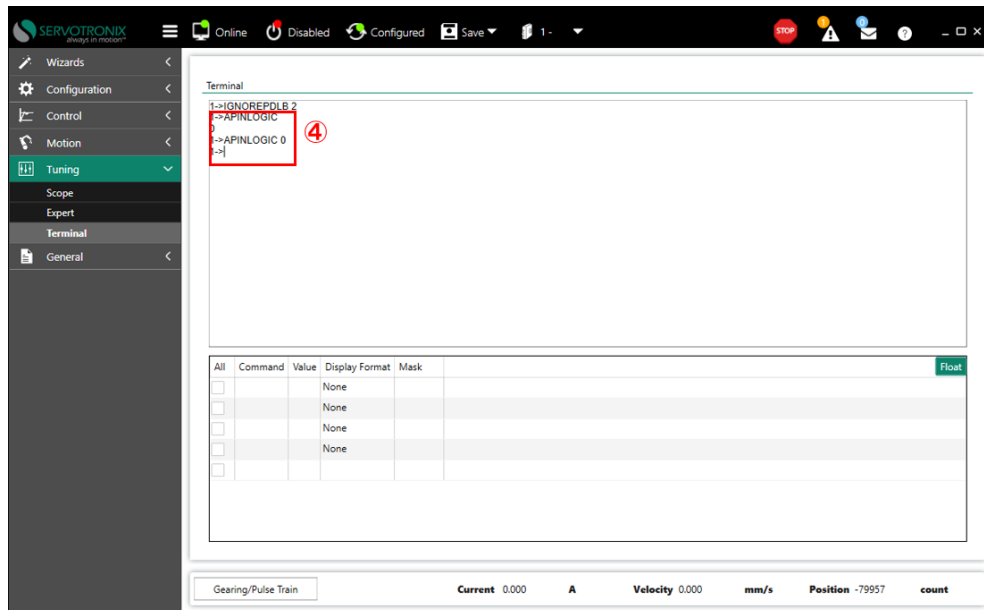 SERVOTRONIX
always in motion™
Online Disabled Configured Save 1 -
STOP 1 0 ? _ □ ×
Wizards
Configuration
Control
Motion
Tuning
Scope
Expert
Terminal
General
Terminal
1->IGNOREPDLB 2
1->APINLOGIC
0
1->APINLOGIC 0
1->
④
All Command Value Display Format Mask Float
None
None
None
None
Gearing/Pulse Train Current 0.000 A Velocity 0.000 mm/s Position -79957 count